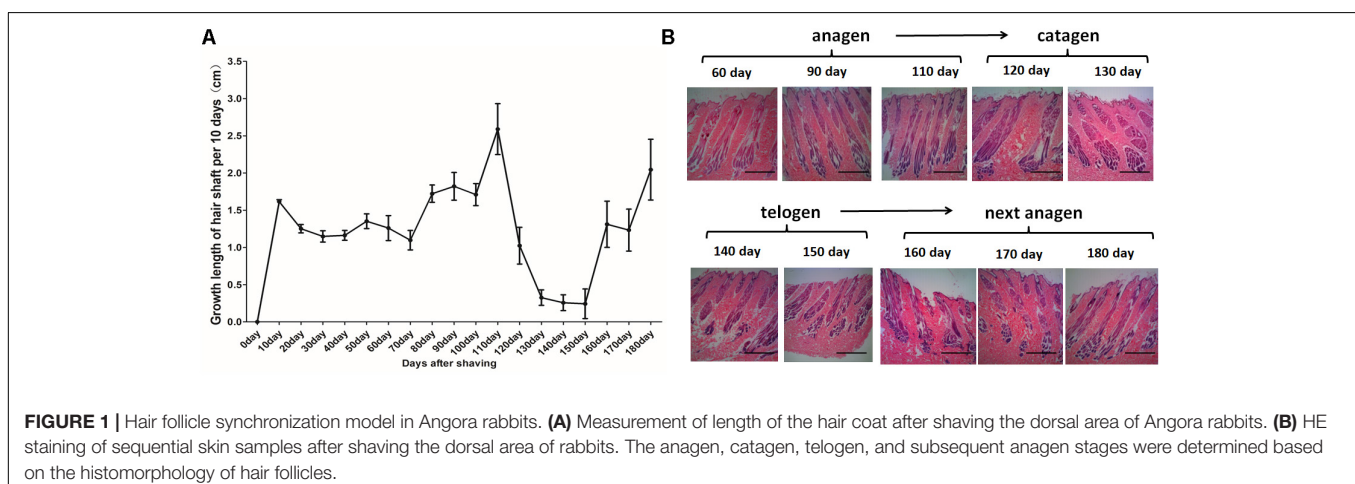 A
Growth length of hair shaft per 10 days (cm)
3.5
3.0
2.5
2.0
1.5
1.0
0.5
0.0
0day
10day
20day
30day
40day
50day
60day
70day
80day
90day
100day
110day
120day
130day
140day
150day
160day
170day
180day
Days after shaving
B
anagen catagen
60 day 90 day 110 day 120 day 130 day
telogen next anagen
140 day 150 day 160 day 170 day 180 day
FIGURE 1 | Hair follicle synchronization model in Angora rabbits. (A) Measurement of length of the hair coat after shaving the dorsal area of Angora rabbits. (B) HE
staining of sequential skin samples after shaving the dorsal area of rabbits. The anagen, catagen, telogen, and subsequent anagen stages were determined based
on the histomorphology of hair follicles.